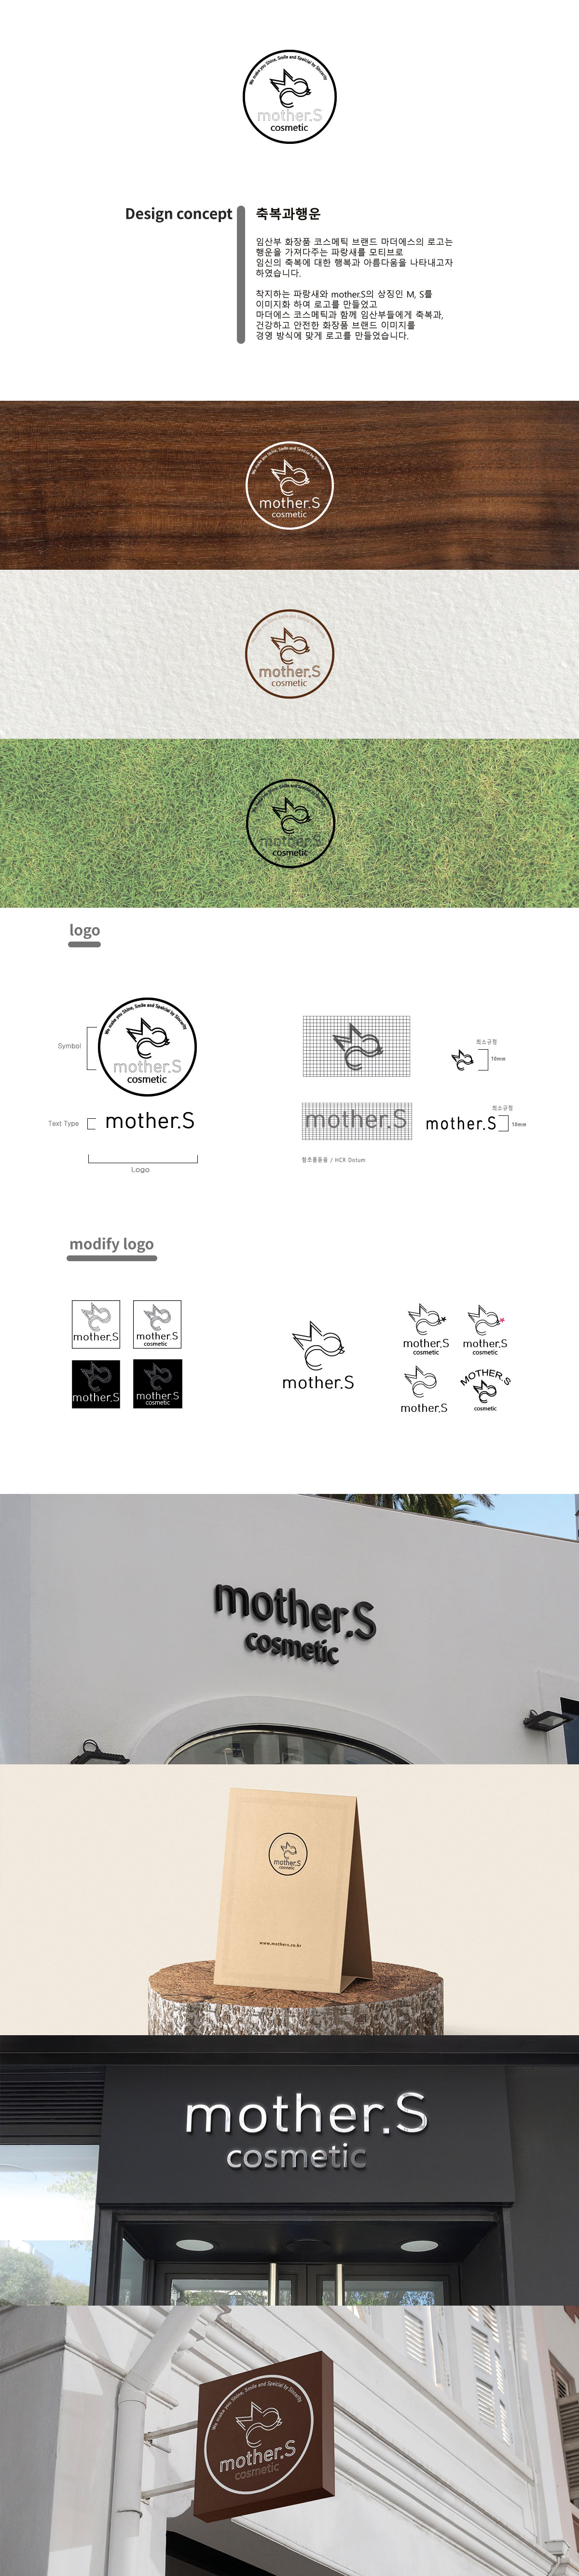 We make you Shine, Smile and Speicial by Sincerity
mother.S
cosmetic
Design concept
축복과행운
임산부 화장품 코스메틱 브랜드 마더에스의 로고는
행운을 가져다주는 파랑새를 모티브로
임신의 축복에 대한 행복과 아름다움을 나타내고자
하였습니다.
착지하는 파랑새와 mother.S의 상징인 M, S를
이미지화 하여 로고를 만들었고
마더에스 코스메틱과 함께 임산부들에게 축복과,
건강하고 안전한 화장품 브랜드 이미지를
경영 방식에 맞게 로고를 만들었습니다.
We make you Shine, Smile and Speicial by Sincerity
mother.S
cosmetic
mother.S
cosmetic
We make you Shine, Smile and Speicial by Sincerity
mother.S
cosmetic
logo
We make you Shine, Smile and Speicial by Sincerity
Symbol
mother.S
cosmetic
Text Type
mother.S
Logo
최소규정
10mm
mother.S
최소규정
mother.S
10mm
함초롬돋움 / HCR Dotum
modify logo
mother.S
mother.S
cosmetic
mother.S
mother.S
cosmetic
mother.S
mother.S
cosmetic
mother.S
cosmetic
mother.S
MOTHER.S
cosmetic
mother.S
cosmetic
mother.S
cosmetic
www.mothers.co.kr
mother.S
cosmetic
We make you Shine, Smile and Speicial by Sincerity
mother.S
cosmetic